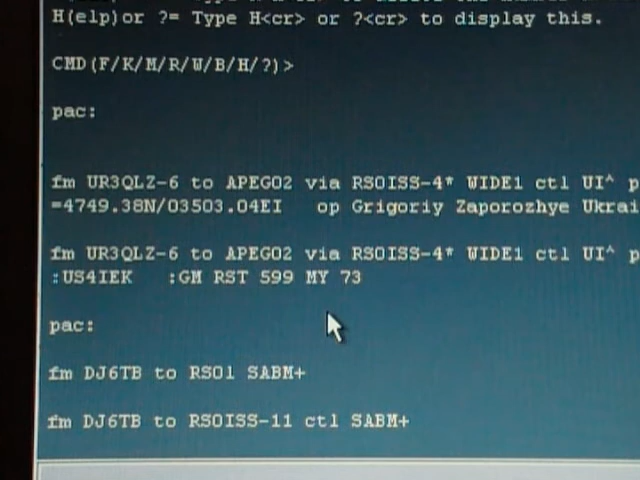 H(elp)or ?= Type H<cr> or ?<cr> to display this.
CMD(F/K/M/R/W/B/H/?)>
pac:
fm UR3QLZ-6 to APEG02 via RS0ISS-4* WIDE1 ctl UI^ p
=4749.38N/03503.04EI op Grigoriy Zaporozhye Ukrai
fm UR3QLZ-6 to APEG02 via RS0ISS-4* WIDE1 ctl UI^ p
:US4IEK :GM RST 599 MY 73
pac:
fm DJ6TB to RS01 SABM+
fm DJ6TB to RS0ISS-11 ctl SABM+